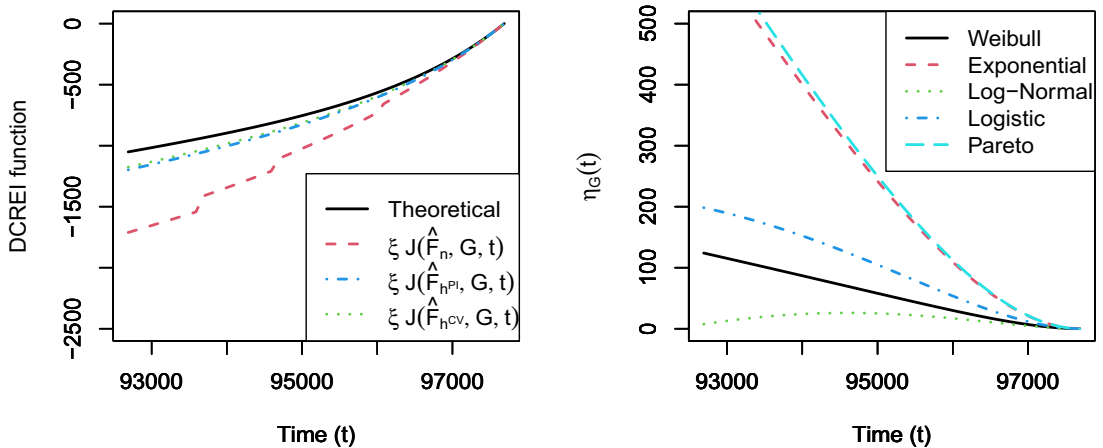 DCREI function
0
−500
−1500
−2500
93000 95000 97000
Time (t)
Theoretical
ξ J(F̂n, G, t)
ξ J(F̂hPI, G, t)
ξ J(F̂hCV, G, t)
ηG(t)
500
400
300
200
100
0
93000 95000 97000
Time (t)
Weibull
Exponential
Log−Normal
Logistic
Pareto